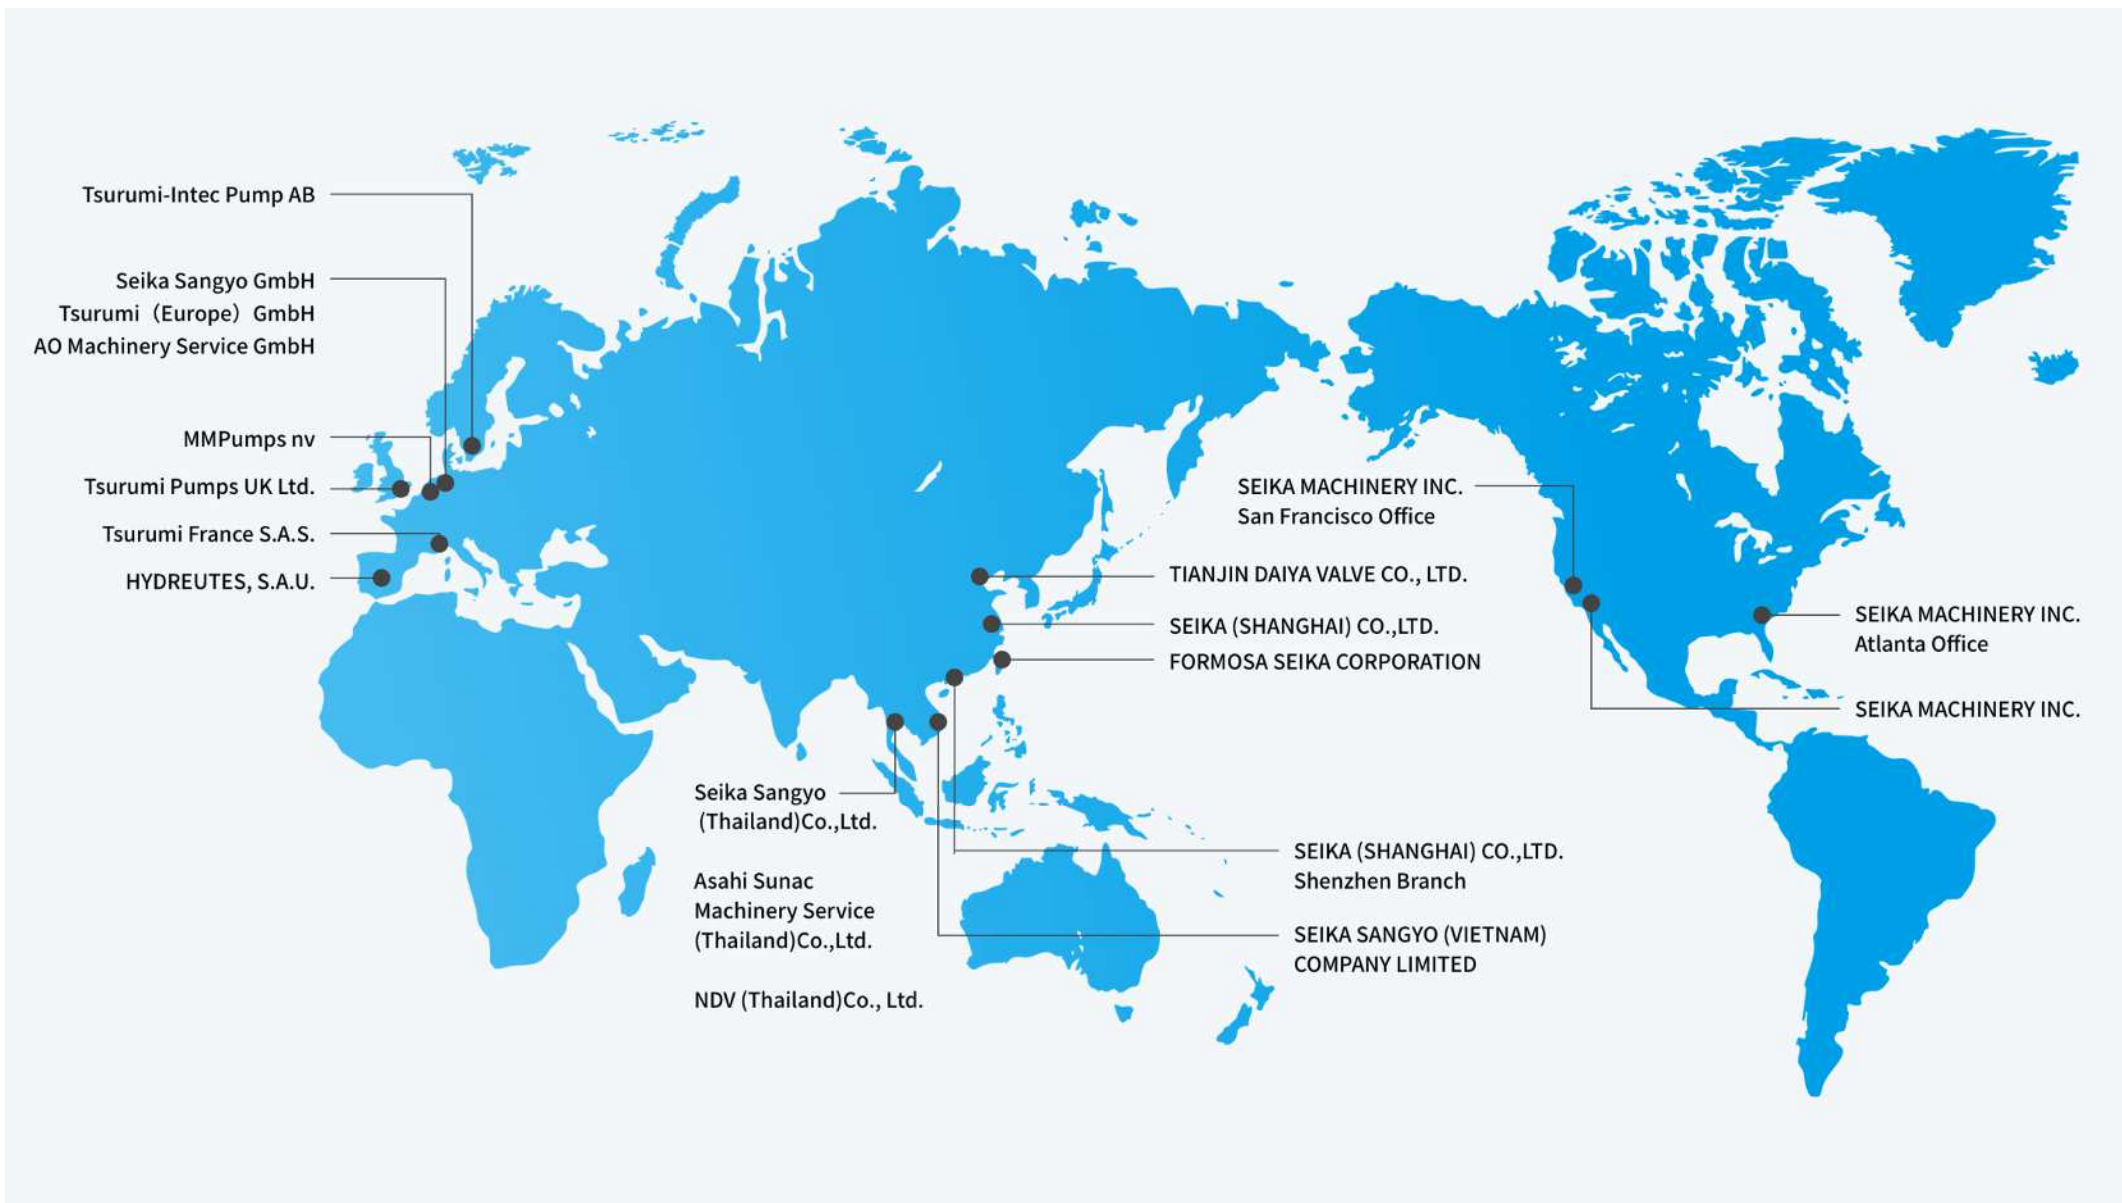 Tsurumi-Intec Pump AB
Seika Sangyo GmbH
Tsurumi（Europe）GmbH
AO Machinery Service GmbH
MMPumps nv
Tsurumi Pumps UK Ltd.
Tsurumi France S.A.S.
HYDREUTES, S.A.U.
SEIKA MACHINERY INC.
San Francisco Office
TIANJIN DAIYA VALVE CO., LTD.
SEIKA (SHANGHAI) CO.,LTD.
FORMOSA SEIKA CORPORATION
SEIKA MACHINERY INC.
Atlanta Office
SEIKA MACHINERY INC.
Seika Sangyo
(Thailand)Co.,Ltd.
Asahi Sunac
Machinery Service
(Thailand)Co.,Ltd.
NDV (Thailand)Co., Ltd.
SEIKA (SHANGHAI) CO.,LTD.
Shenzhen Branch
SEIKA SANGYO (VIETNAM)
COMPANY LIMITED